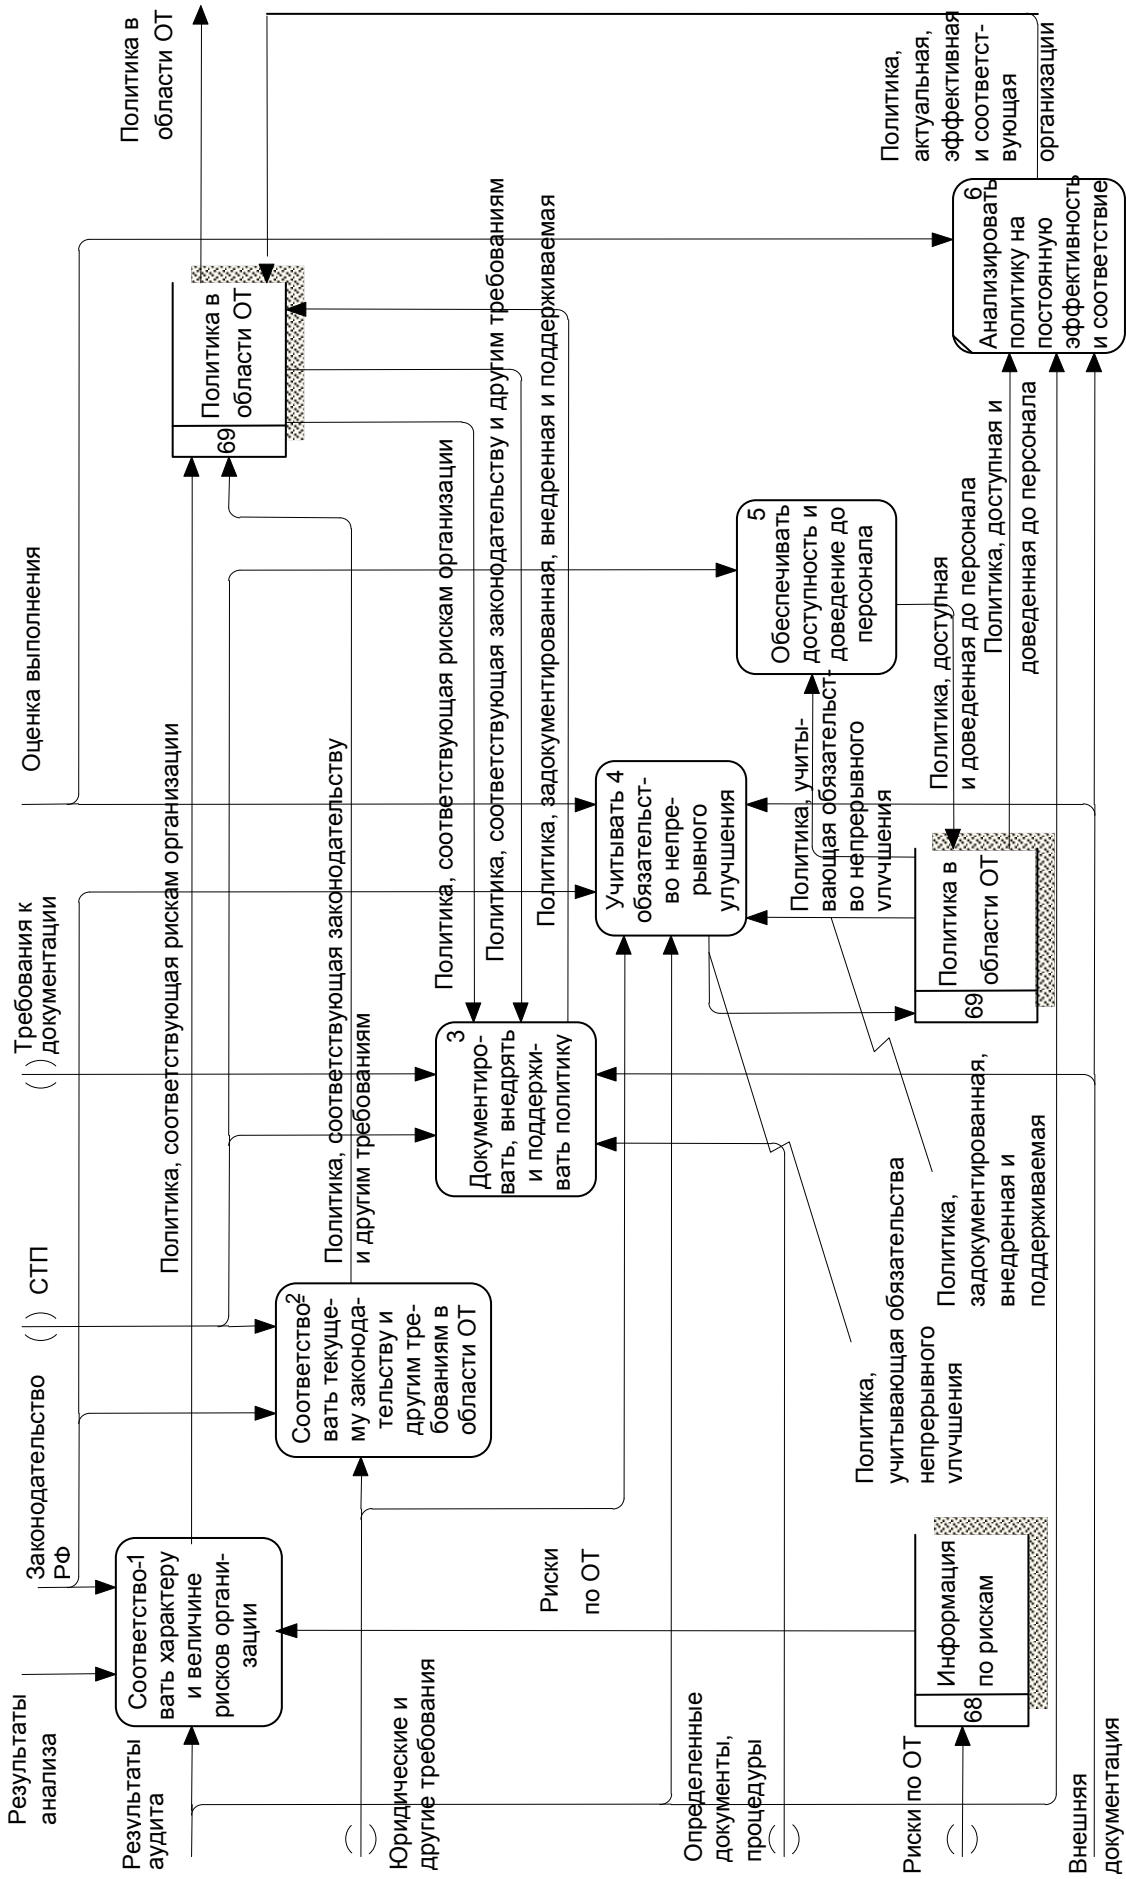 Результаты
анализа
Законодательство
РФ
( ) СТП
( ) Требования к
документации
Оценка выполнения
Результаты
аудита
Соответство-1
вать характеру
и величине
рисков органи-
зации
Политика, соответствующая рискам организации
69
Политика в
области ОТ
Политика в
области ОТ
Соответство-2
вать текуще-
му законода-
тельству и
другим тре-
бованиям в
области ОТ
Политика, соответствующая законодательству
и другим требованиям
( )
Юридические и
другие требования
3
Документиро-
вать, внедрять
и поддержи-
вать политику
Политика, соответствующая рискам организации
Политика, соответствующая законодательству и другим требованиям
Политика, задокументированная, внедренная и поддерживаемая
Риски
по ОТ
Учитывать 4
обязательст-
во непре-
рывного
улучшения
5
Обеспечивать
доступность и
доведение до
персонала
Определенные
документы,
процедуры
( )
Политика, учиты-
вающая обязательст-
во непрерывного
улучшения
Политика,
учитывающая обязательства
непрерывного
улучшения
Политика,
задокументированная,
внедренная и
поддерживаемая
Риски по ОТ
( )
68
Информация
по рискам
69
Политика в
области ОТ
Политика, доступная
и доведенная до персонала
Политика, доступная и
доведенная до персонала
6
Анализировать
политику на
постоянную
эффективность
и соответствие
Политика,
актуальная,
эффективная
и соответст-
вующая
организации
Внешняя
документация